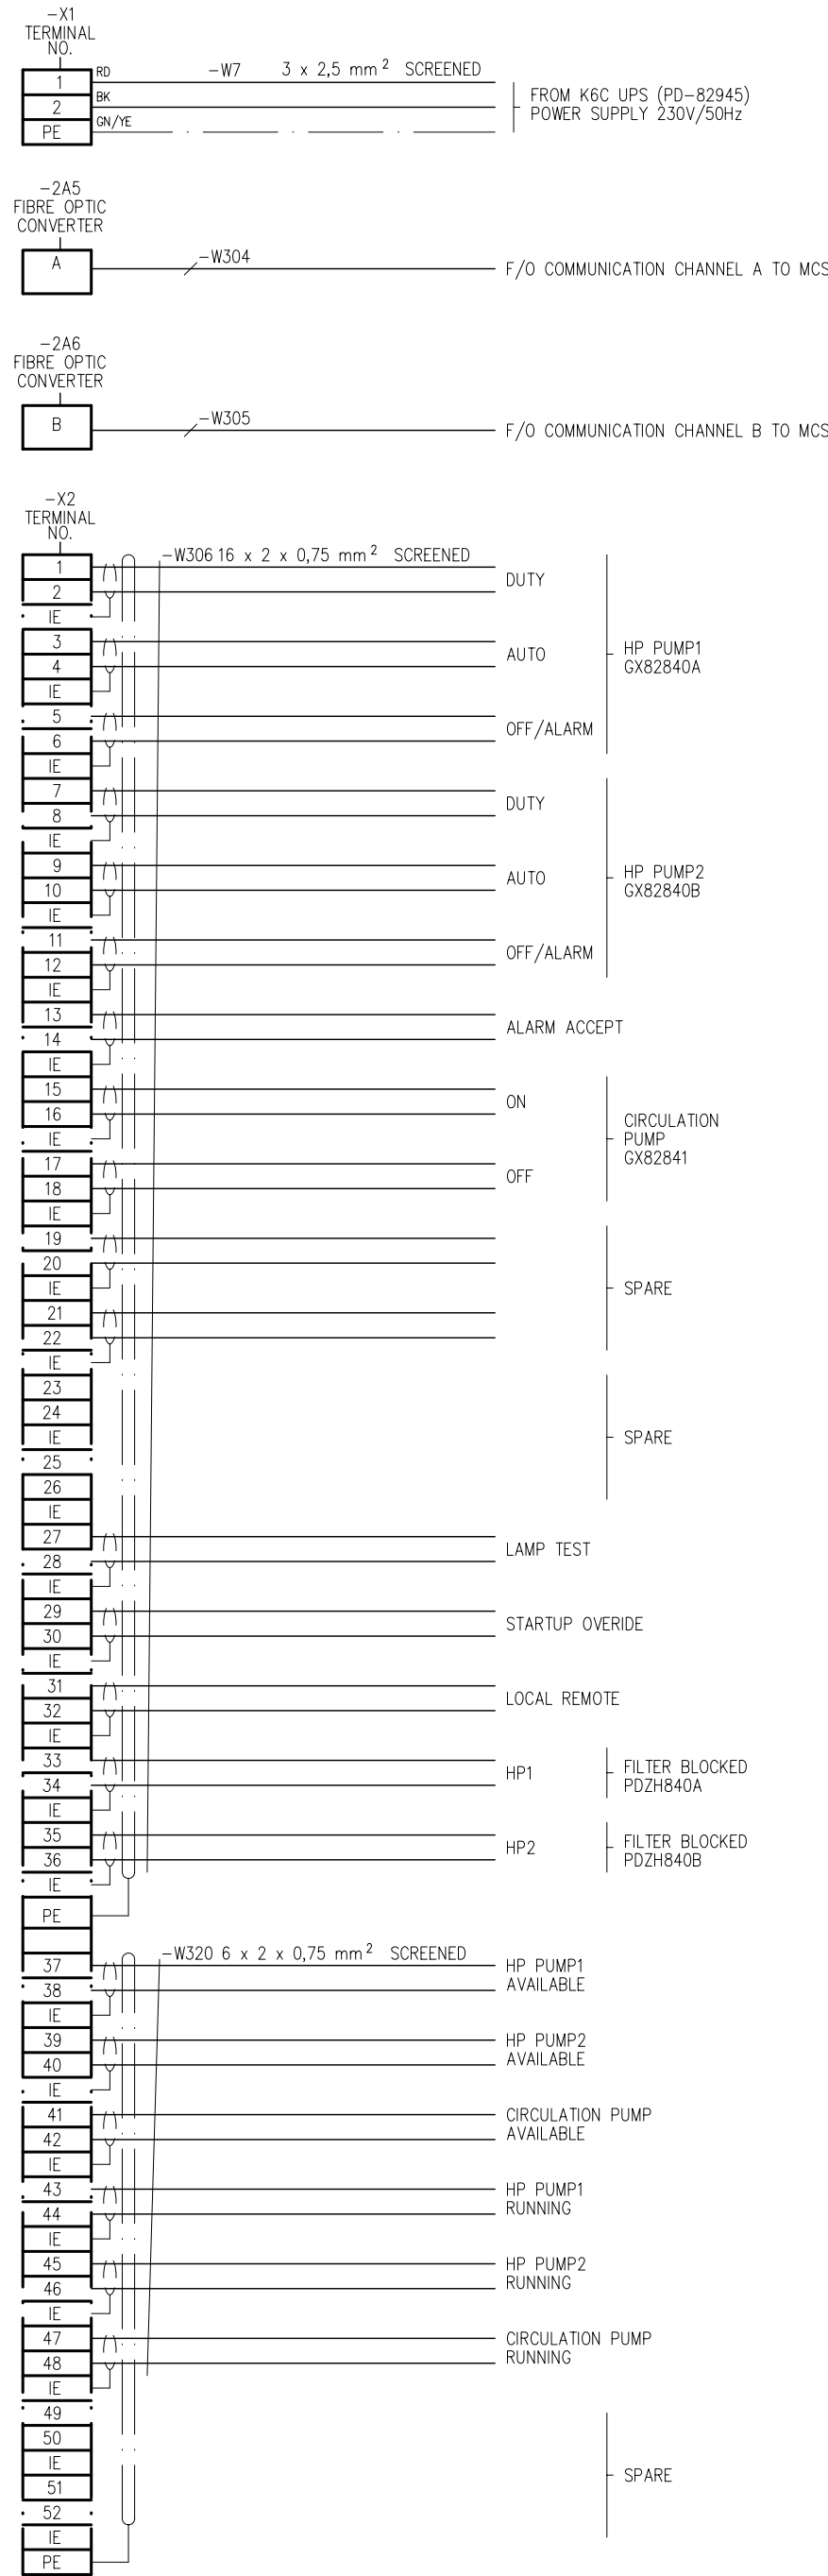 -X1
TERMINAL
NO.
1 RD -W7 3 x 2,5 mm² SCREENED
2 BK
PE GN/YE
FROM K6C UPS (PD-82945)
POWER SUPPLY 230V/50Hz
-2A5
FIBRE OPTIC
CONVERTER
A -W304 F/O COMMUNICATION CHANNEL A TO MCS
-2A6
FIBRE OPTIC
CONVERTER
B -W305 F/O COMMUNICATION CHANNEL B TO MCS
-X2
TERMINAL
NO.
-W306 16 x 2 x 0,75 mm² SCREENED
1
DUTY
2
IE
3
HP PUMP1
AUTO
4
GX82840A
IE
5
OFF/ALARM
6
IE
7
DUTY
8
IE
9
HP PUMP2
AUTO
10
GX82840B
IE
11
OFF/ALARM
12
IE
13
ALARM ACCEPT
14
IE
15
ON
16
CIRCULATION
IE
PUMP
17
GX82841
OFF
18
IE
19
20
IE
SPARE
21
22
IE
23
24
IE
SPARE
25
26
IE
27
LAMP TEST
28
IE
29
STARTUP OVERIDE
30
IE
31
LOCAL REMOTE
32
IE
33
HP1
FILTER BLOCKED
34
PDZH840A
IE
35
HP2
FILTER BLOCKED
36
PDZH840B
IE
PE
-W320 6 x 2 x 0,75 mm² SCREENED
37
HP PUMP1
38
AVAILABLE
IE
39
HP PUMP2
40
AVAILABLE
IE
41
CIRCULATION PUMP
42
AVAILABLE
IE
43
HP PUMP1
44
RUNNING
IE
45
HP PUMP2
46
RUNNING
IE
47
CIRCULATION PUMP
48
RUNNING
IE
49
50
IE
SPARE
51
52
IE
PE